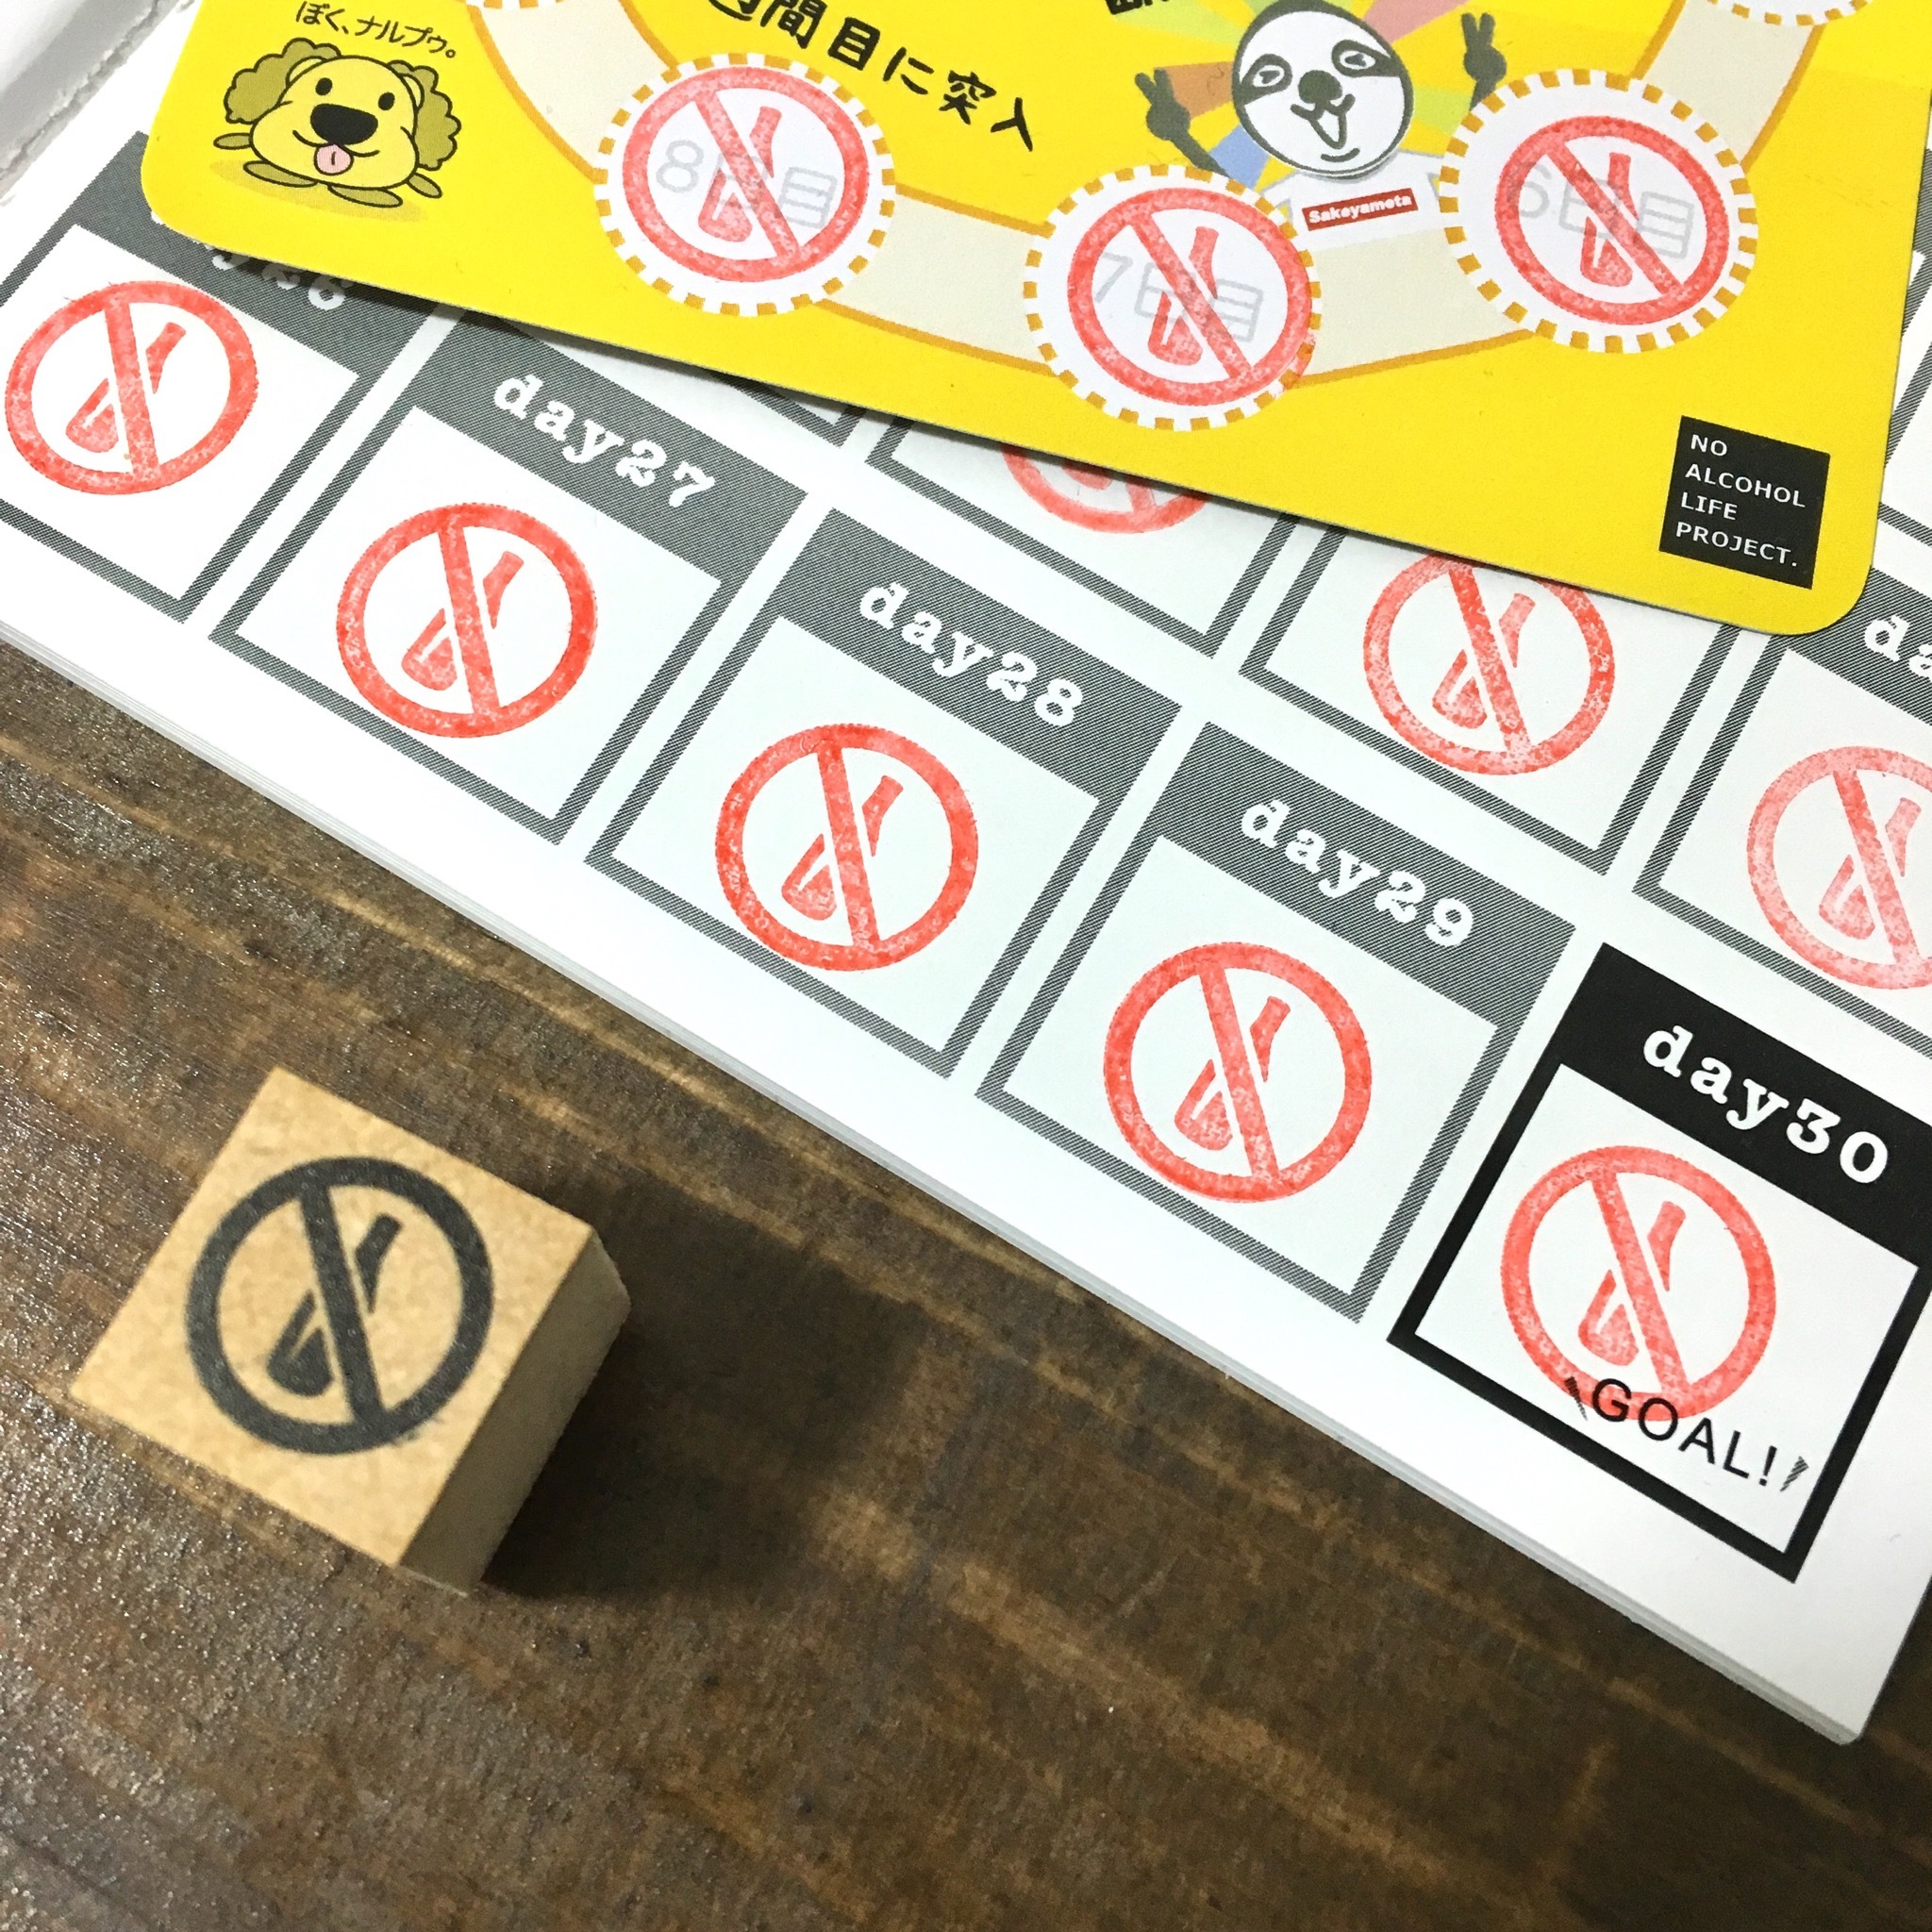 ぼく、ナルプゥ。
週間目に突入
8日目
7日目
6日目
Sakeyameta
NO
ALCOHOL
LIFE
PROJECT.
day27
day28
day29
day30
GOAL!